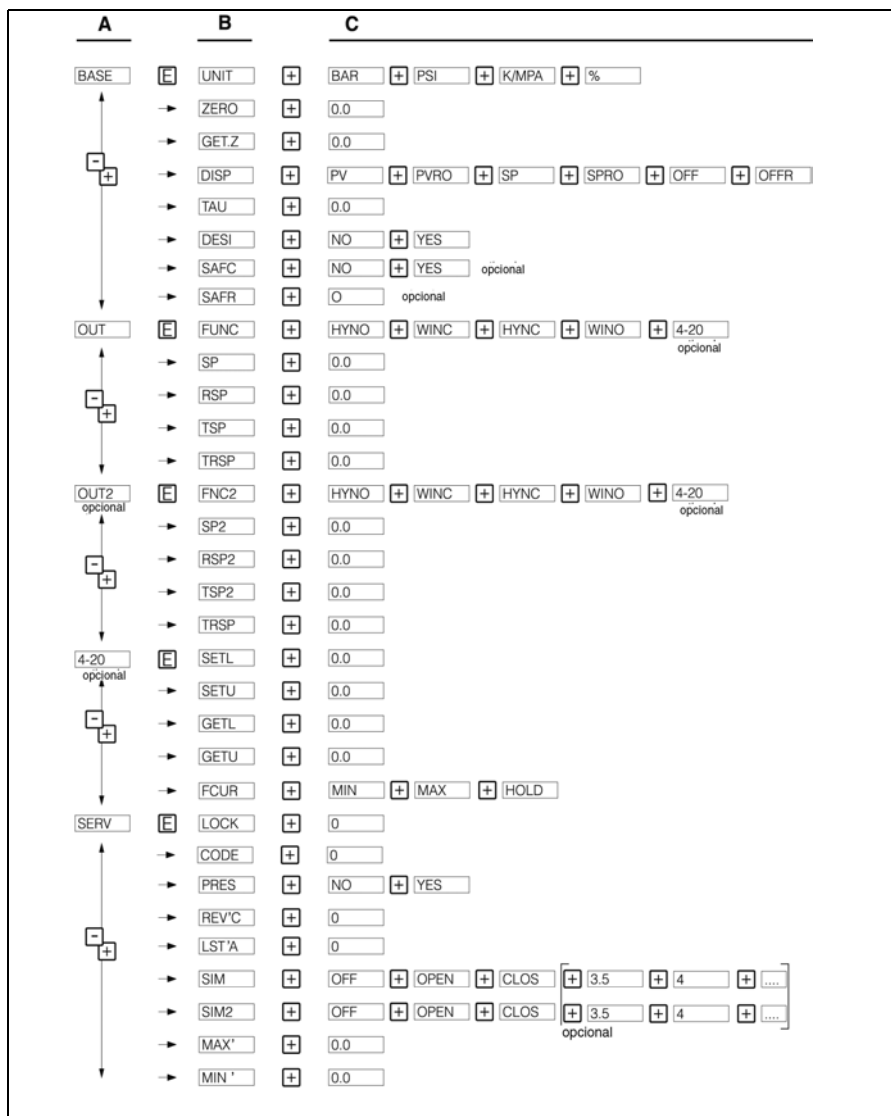 A B C
BASE E UNIT + BAR + PSI + K/MPA + %
ZERO + 0.0
GET.Z + 0.0
- +
DISP + PV + PVRO + SP + SPRO + OFF + OFFR
TAU + 0.0
DESI + NO + YES
SAFC + NO + YES opcional
SAFR + O opcional
OUT E FUNC + HYNO + WINC + HYNC + WINO + 4-20
opcional
SP + 0.0
- +
RSP + 0.0
TSP + 0.0
TRSP + 0.0
OUT2 E FNC2 + HYNO + WINC + HYNC + WINO + 4-20
opcional opcional
SP2 + 0.0
- +
RSP2 + 0.0
TSP2 + 0.0
TRSP + 0.0
4-20 E SETL + 0.0
opcional
SETU + 0.0
- +
GETL + 0.0
GETU + 0.0
FCUR + MIN + MAX + HOLD
SERV E LOCK + 0
CODE + 0
PRES + NO + YES
REV'C + 0
- +
LST'A + 0
SIM + OFF + OPEN + CLOS + 3.5 + 4 + ....
SIM2 + OFF + OPEN + CLOS + 3.5 + 4 + ....
opcional
MAX' + 0.0
MIN ' + 0.0